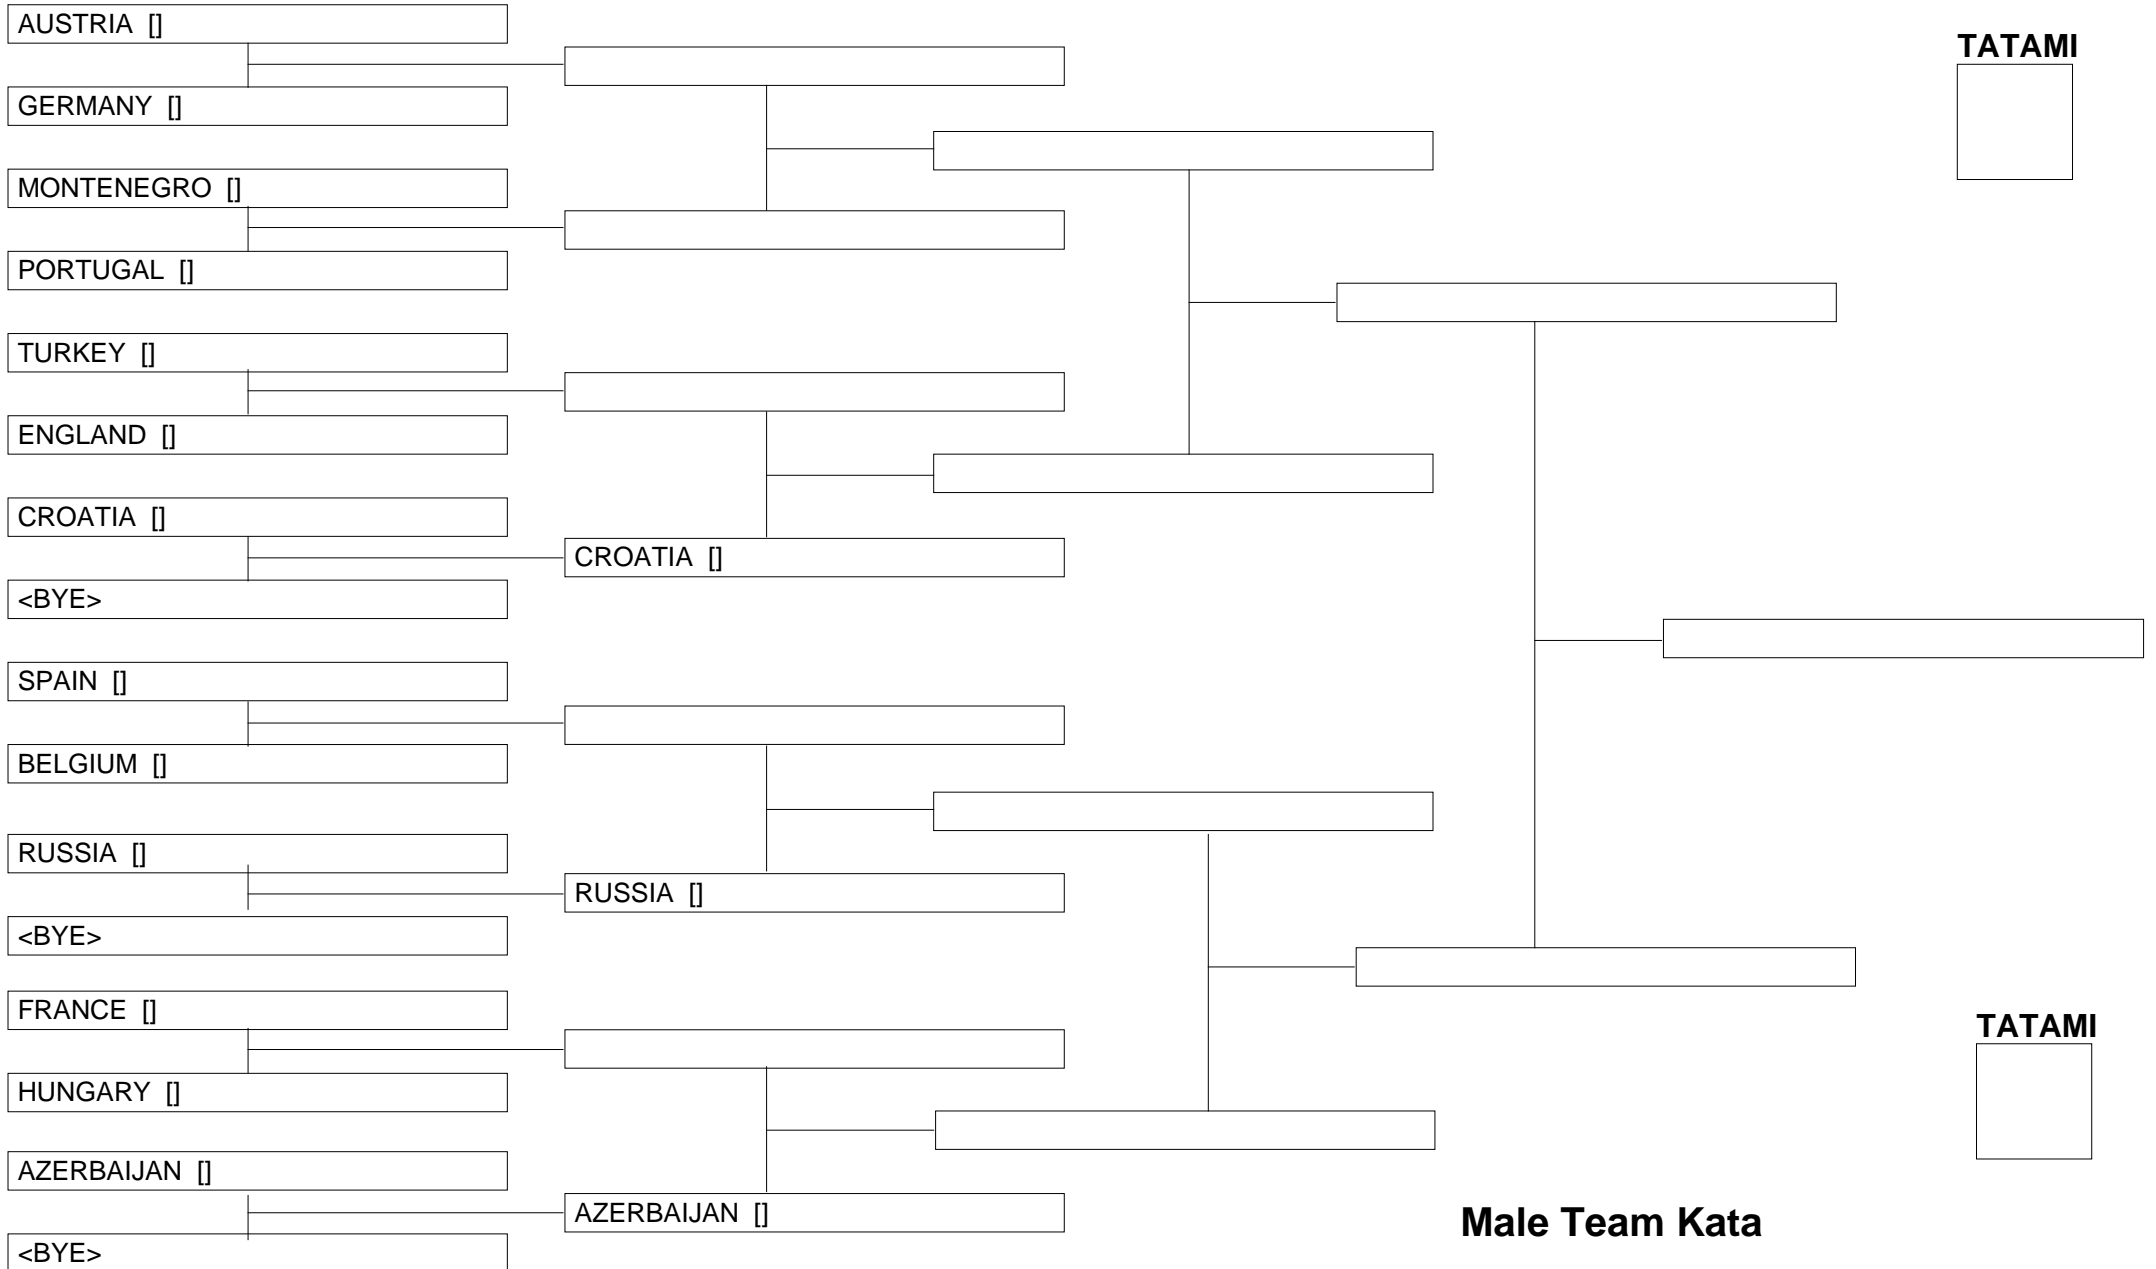 AUSTRIA []
TATAMI
GERMANY []
MONTENEGRO []
PORTUGAL []
TURKEY []
ENGLAND []
CROATIA []
CROATIA []
<BYE>
SPAIN []
BELGIUM []
RUSSIA []
RUSSIA []
<BYE>
FRANCE []
TATAMI
HUNGARY []
AZERBAIJAN []
AZERBAIJAN []
Male Team Kata
<BYE>